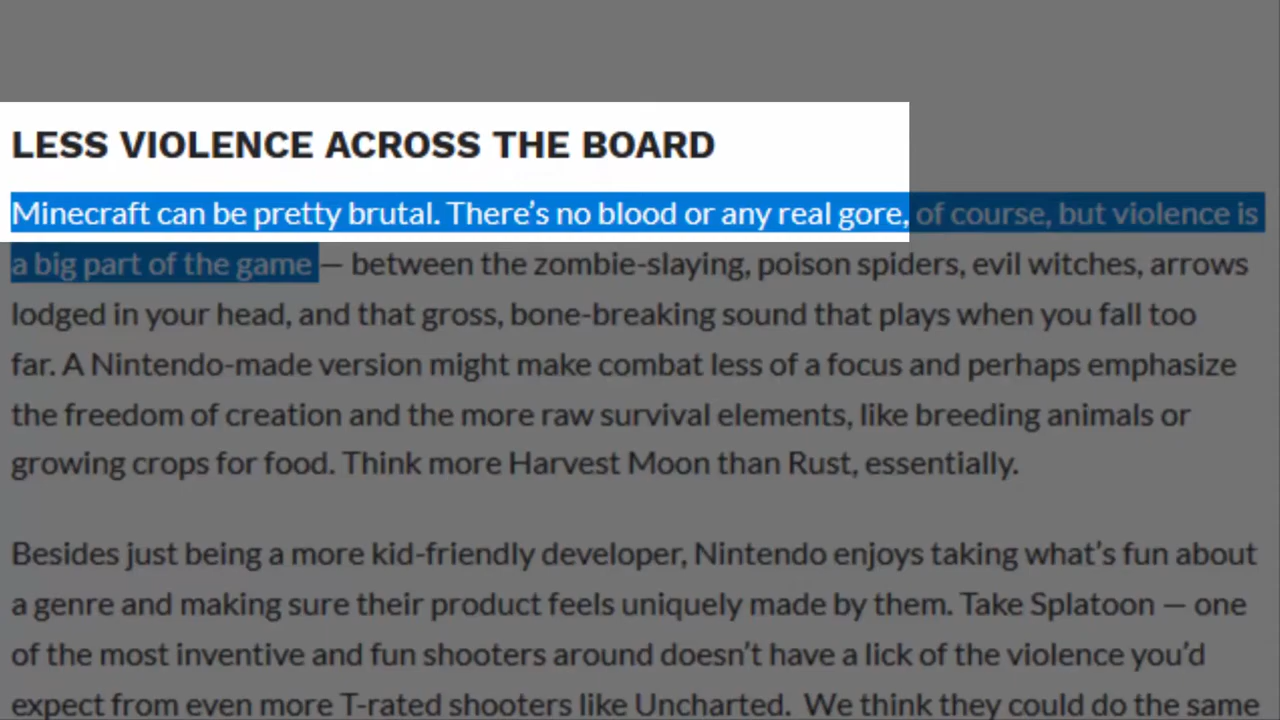 LESS VIOLENCE ACROSS THE BOARD
Minecraft can be pretty brutal. There’s no blood or any real gore, of course, but violence is
a big part of the game — between the zombie-slaying, poison spiders, evil witches, arrows
lodged in your head, and that gross, bone-breaking sound that plays when you fall too
far. A Nintendo-made version might make combat less of a focus and perhaps emphasize
the freedom of creation and the more raw survival elements, like breeding animals or
growing crops for food. Think more Harvest Moon than Rust, essentially.
Besides just being a more kid-friendly developer, Nintendo enjoys taking what’s fun about
a genre and making sure their product feels uniquely made by them. Take Splatoon — one
of the most inventive and fun shooters around doesn’t have a lick of the violence you’d
expect from even more T-rated shooters like Uncharted. We think they could do the same